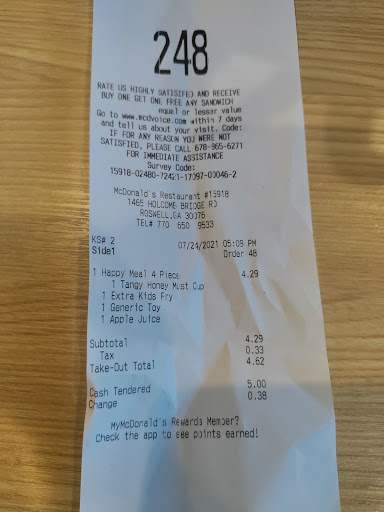 248
RATE US HIGHLY SATISIFED AND RECEIVE
BUY ONE GET ONE FREE ANY SANDWICH
equal or lesser value
Go to www.mcdvoice.com within 7 days
and tell us about your visit. Code:
IF FOR ANY REASON YOU WERE NOT
SATISFIED, PLEASE CALL 678-365-6271
FOR IMMEDIATE ASSISTANCE
Survey Code:
15918-02480-72421-17097-00046-2
McDonald's Restaurant #15918
1465 HOLCOMB BRIDGE RD
ROSWELL,GA 30076
TEL# 770 650 9533
KS# 2 07/24/2021 05:09 PM
Side1 Order 48
1 Happy Meal 4 Piece 4.29
1 Tangy Honey Must Cup
1 Extra Kids Fry
1 Generic Toy
1 Apple Juice
Subtotal 4.29
Tax 0.33
Take-Out Total 4.62
Cash Tendered 5.00
Change 0.38
MyMcDonald's Rewards Member?
Check the app to see points earned!